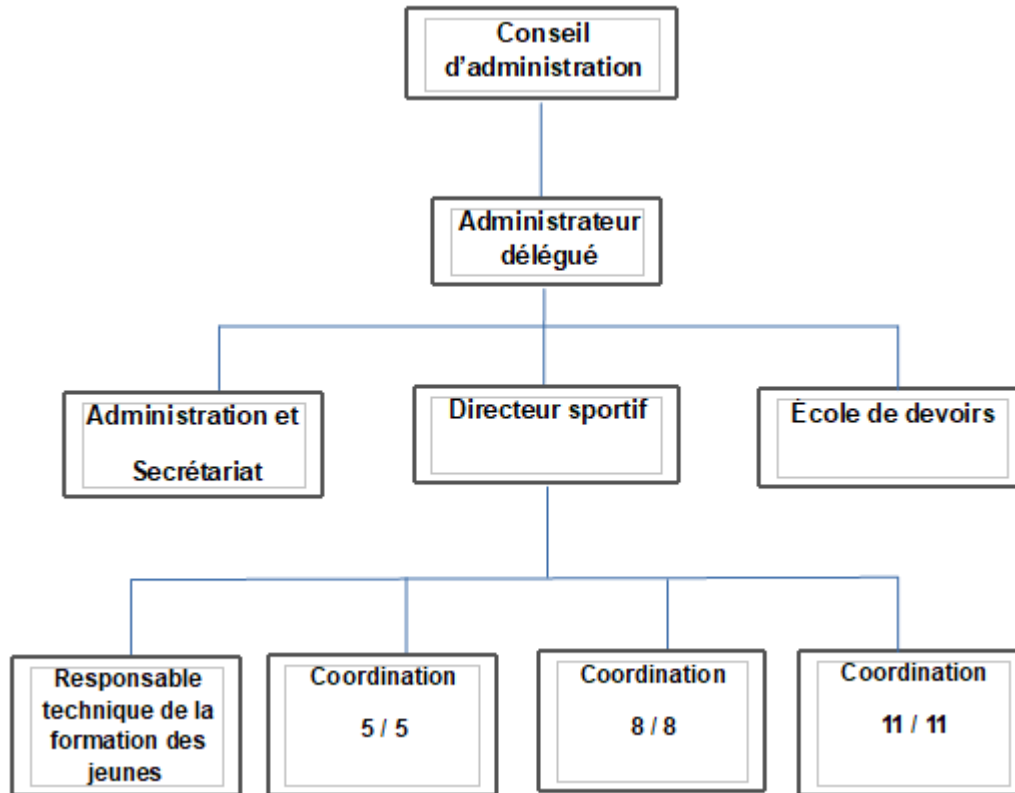 Conseil
d'administration
Administrateur
délégué
Administration et
Secrétariat
Directeur sportif
École de devoirs
Responsable
technique de la
formation des
jeunes
Coordination
5 / 5
Coordination
8 / 8
Coordination
11 / 11